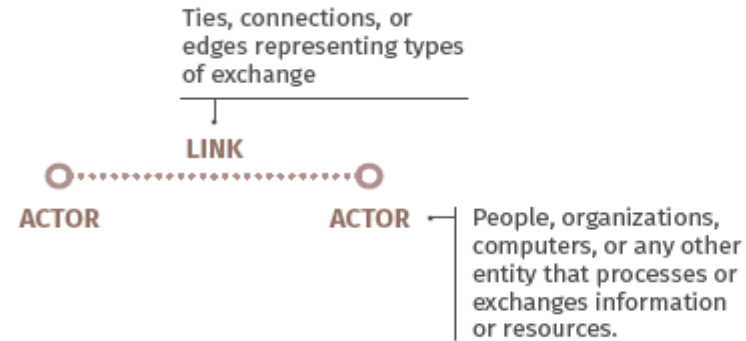 Ties, connections, or
edges representing types
of exchange
LINK
ACTOR
ACTOR
People, organizations,
computers, or any other
entity that processes or
exchanges information
or resources.